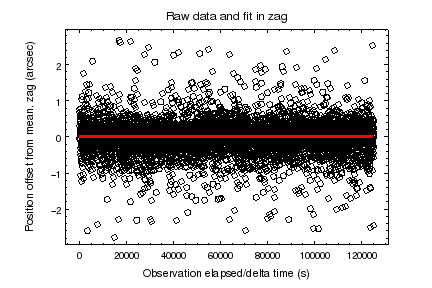 Raw data and fit in zag
Position offset from mean, zag (arcsec)
2
1
0
−1
−2
0 20000 40000 60000 80000 100000 120000
Observation elapsed/delta time (s)